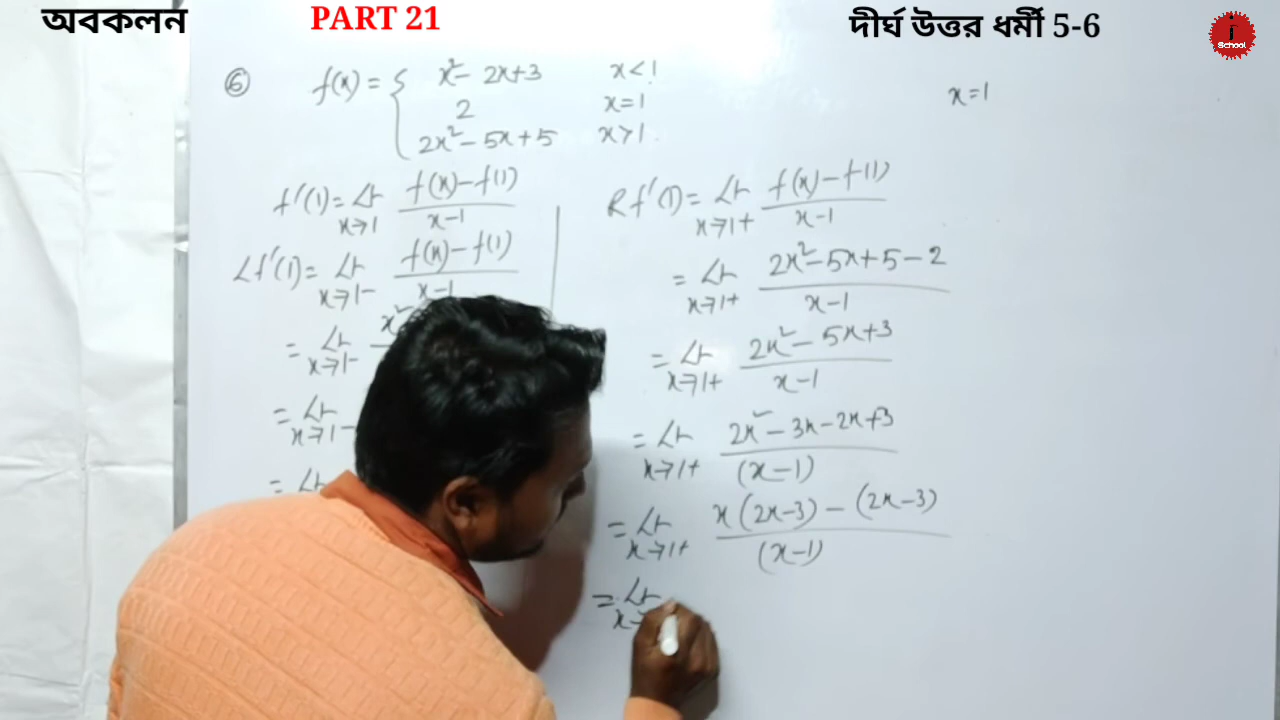 অবকলন PART 21 দীর্ঘ উত্তর ধর্মী 5-6
f School
⑥ f(x) = { x² - 2x+3 x<1
2 x=1
2x² - 5x+5 x>1
x=1
f'(1) = Lt x→1 f(x)-f(1) / x-1
Lf'(1) = Lt x→1- f(x)-f(1) / x-1
= Lt x→1- x²-
= Lt x→1-
= Lt
Rf'(1) = Lt x→1+ f(x)-f(1) / x-1
= Lt x→1+ 2x²-5x+5-2 / x-1
= Lt x→1+ 2x²-5x+3 / x-1
= Lt x→1+ 2x²-3x-2x+3 / (x-1)
= Lt x→1+ x(2x-3)-(2x-3) / (x-1)
= Lt x→